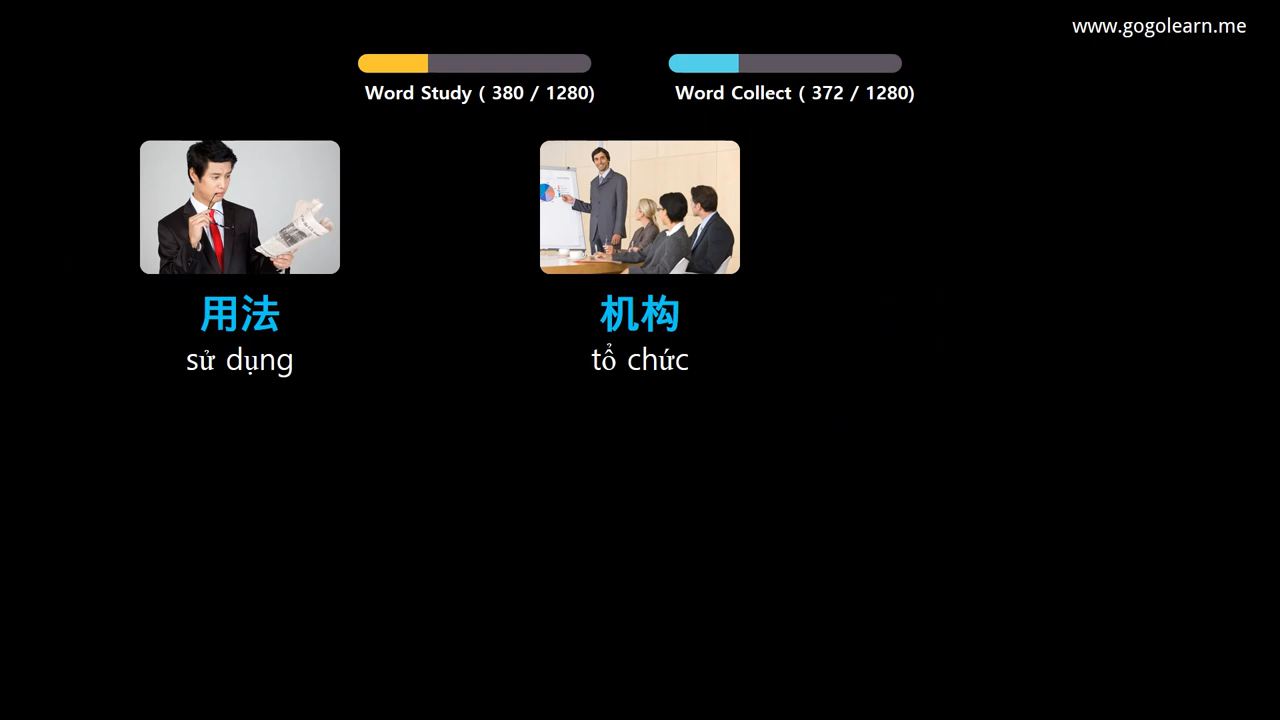 www.gogolearn.me
Word Study ( 380 / 1280)
Word Collect ( 372 / 1280)
用法
sử dụng
机构
tổ chức